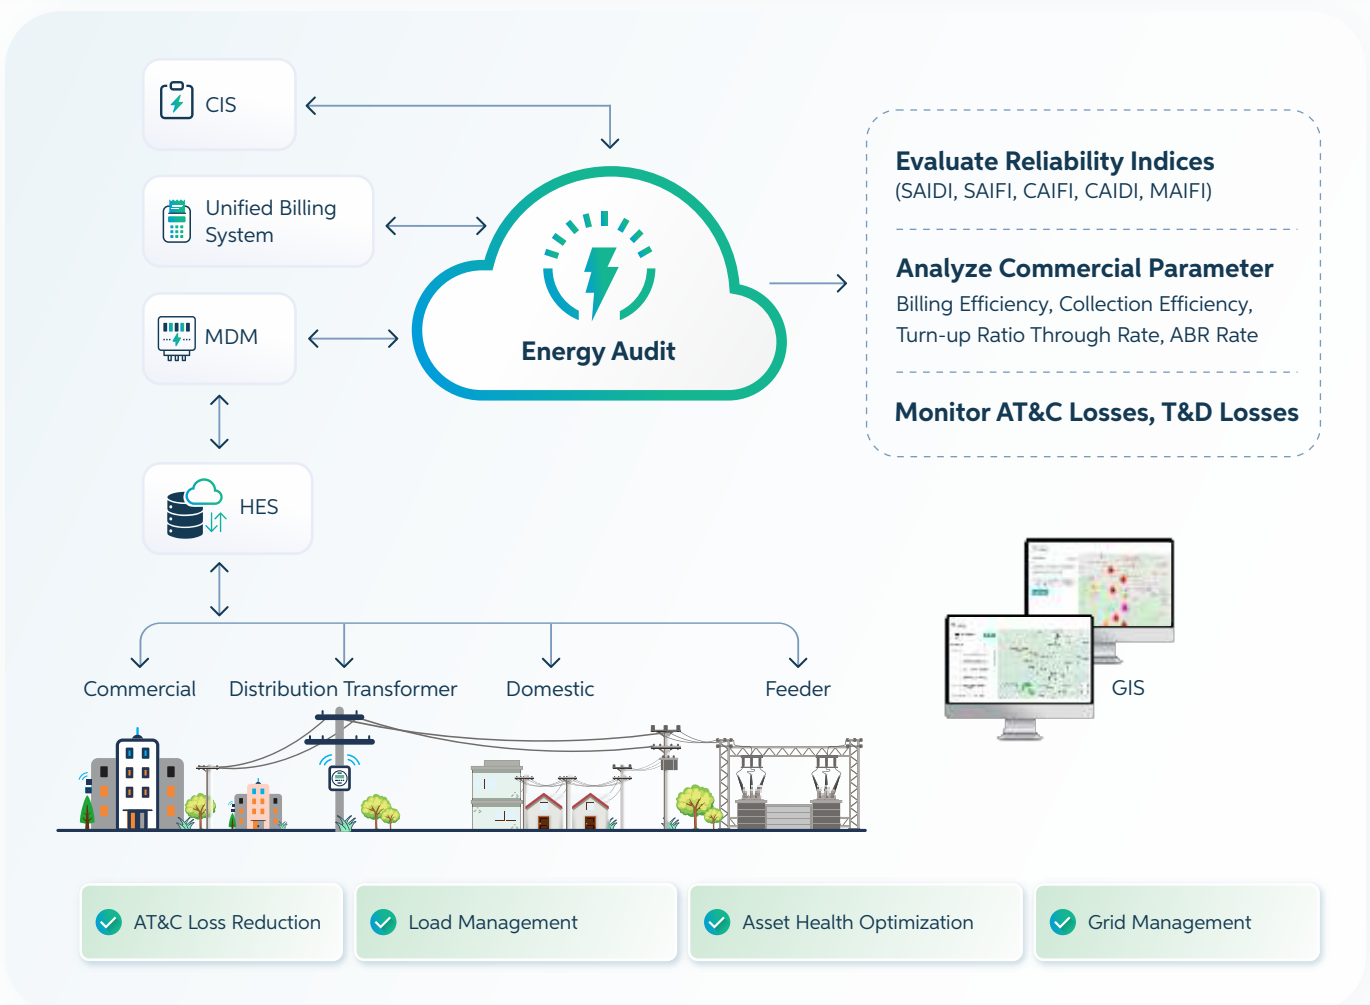 CIS
Unified Billing
System
MDM
Energy Audit
Evaluate Reliability Indices
(SAIDI, SAIFI, CAIFI, CAIDI, MAIFI)
Analyze Commercial Parameter
Billing Efficiency, Collection Efficiency,
Turn-up Ratio Through Rate, ABR Rate
Monitor AT&C Losses, T&D Losses
HES
Commercial
Distribution Transformer
Domestic
Feeder
GIS
AT&C Loss Reduction
Load Management
Asset Health Optimization
Grid Management